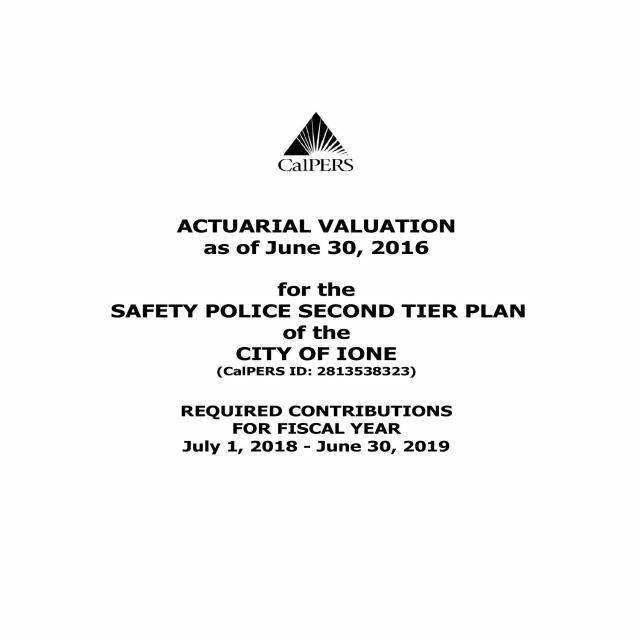 CalPERS
ACTUARIAL VALUATION
as of June 30, 2016
for the
SAFETY POLICE SECOND TIER PLAN
of the
CITY OF IONE
(CalPERS ID: 2813538323)
REQUIRED CONTRIBUTIONS
FOR FISCAL YEAR
July 1, 2018 - June 30, 2019